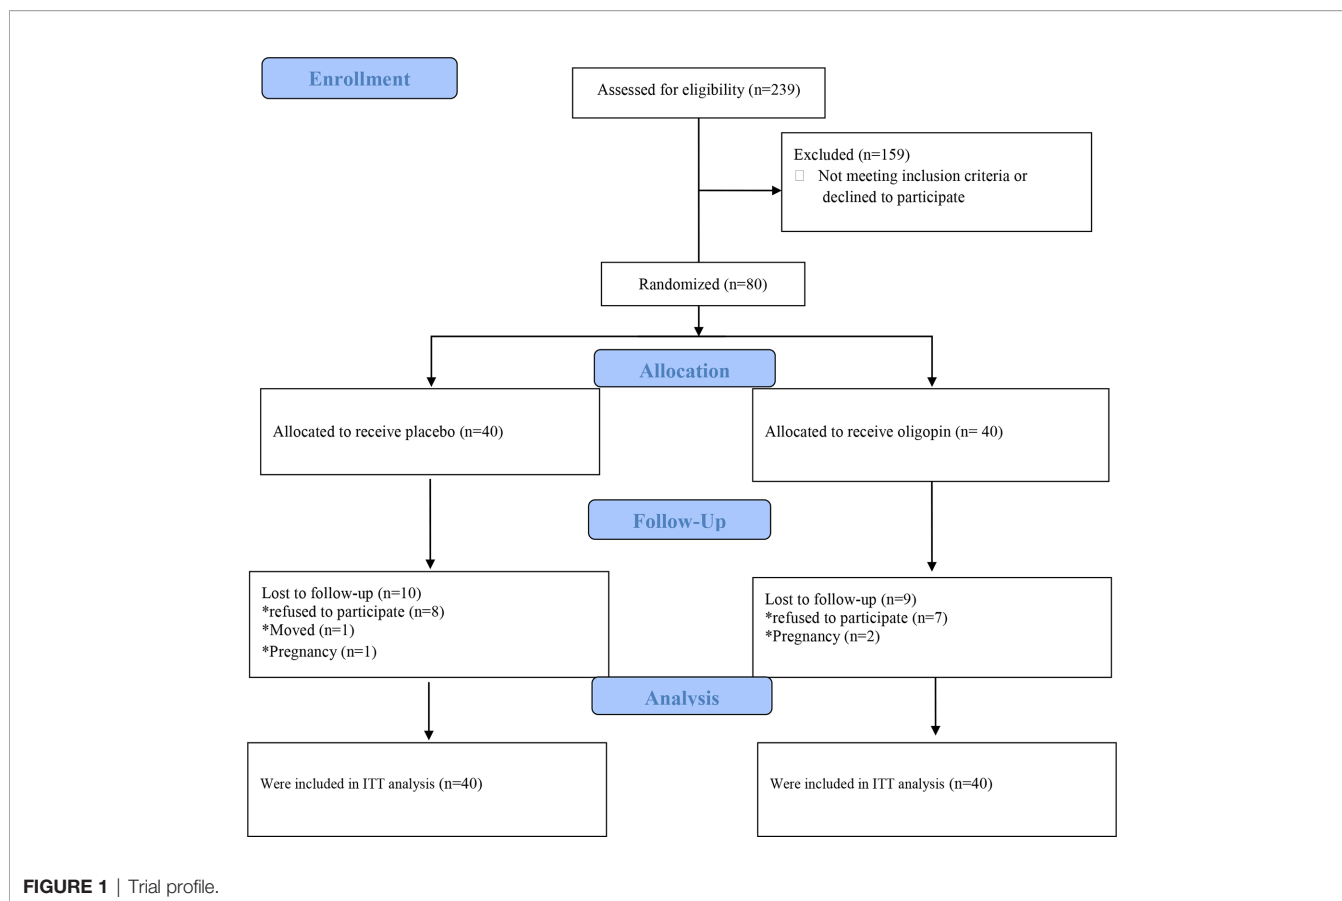 Enrollment
Assessed for eligibility (n=239)
Excluded (n=159)
Not meeting inclusion criteria or
declined to participate
Randomized (n=80)
Allocation
Allocated to receive placebo (n=40)
Allocated to receive oligopin (n= 40)
Follow-Up
Lost to follow-up (n=10)
*refused to participate (n=8)
*Moved (n=1)
*Pregnancy (n=1)
Lost to follow-up (n=9)
*refused to participate (n=7)
*Pregnancy (n=2)
Analysis
Were included in ITT analysis (n=40)
Were included in ITT analysis (n=40)
FIGURE 1 | Trial profile.